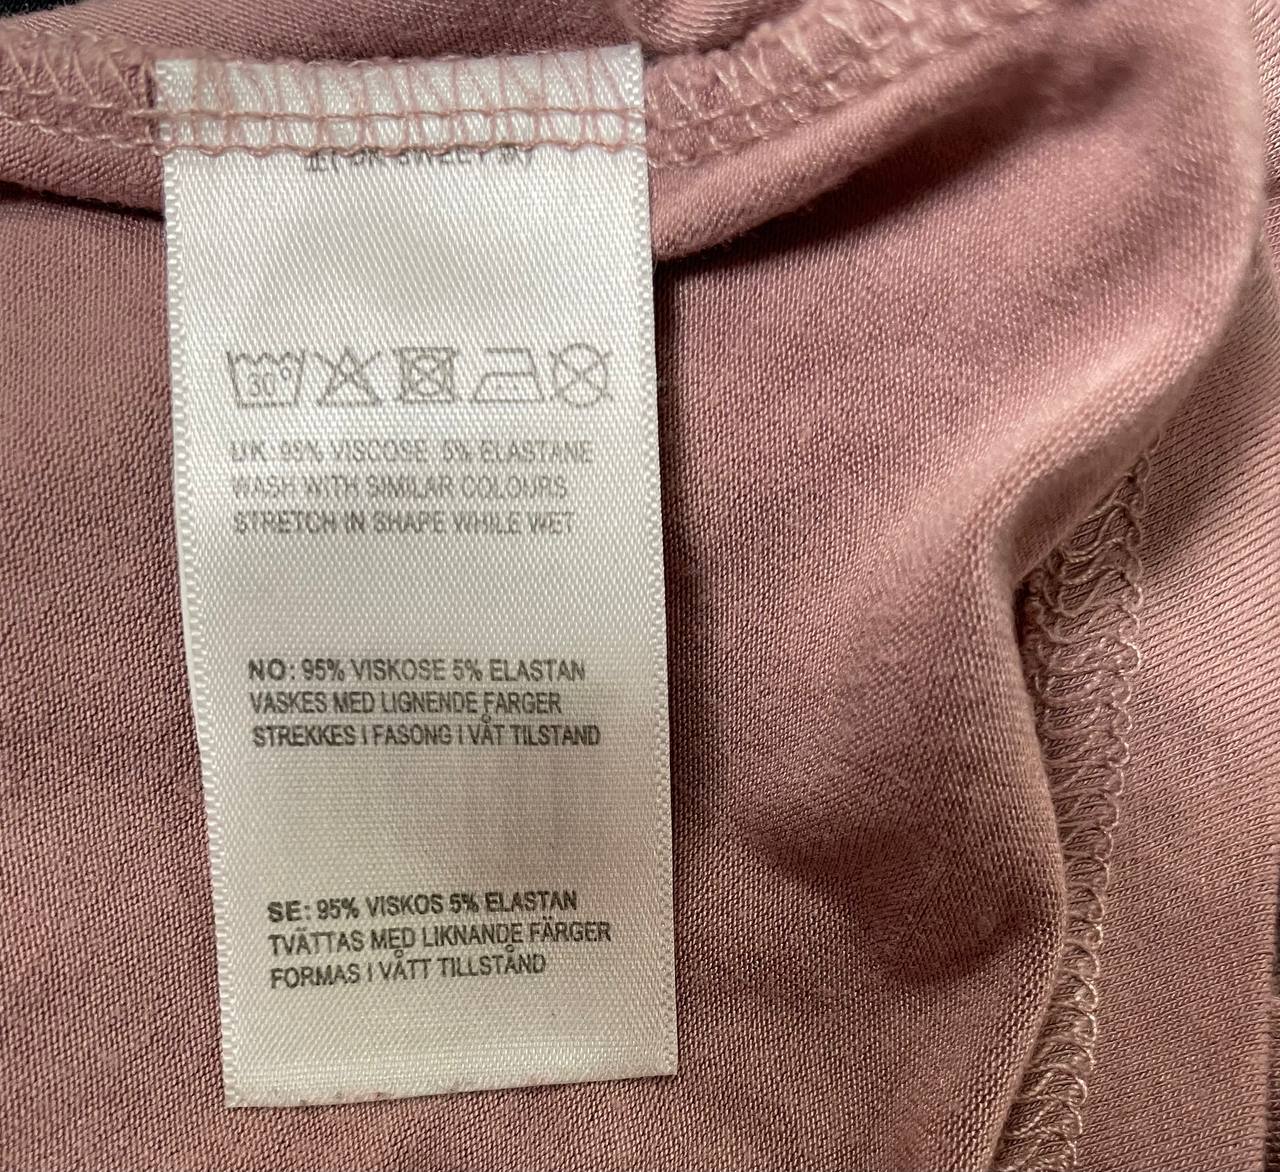 30°
UK: 95% VISCOSE 5% ELASTANE
WASH WITH SIMILAR COLOURS
STRETCH IN SHAPE WHILE WET
NO: 95% VISKOSE 5% ELASTAN
VASKES MED LIGNENDE FARGER
STREKKES I FASONG I VÅT TILSTAND
SE: 95% VISKOS 5% ELASTAN
TVÄTTAS MED LIKNANDE FÄRGER
FORMAS I VÅTT TILLSTÅND